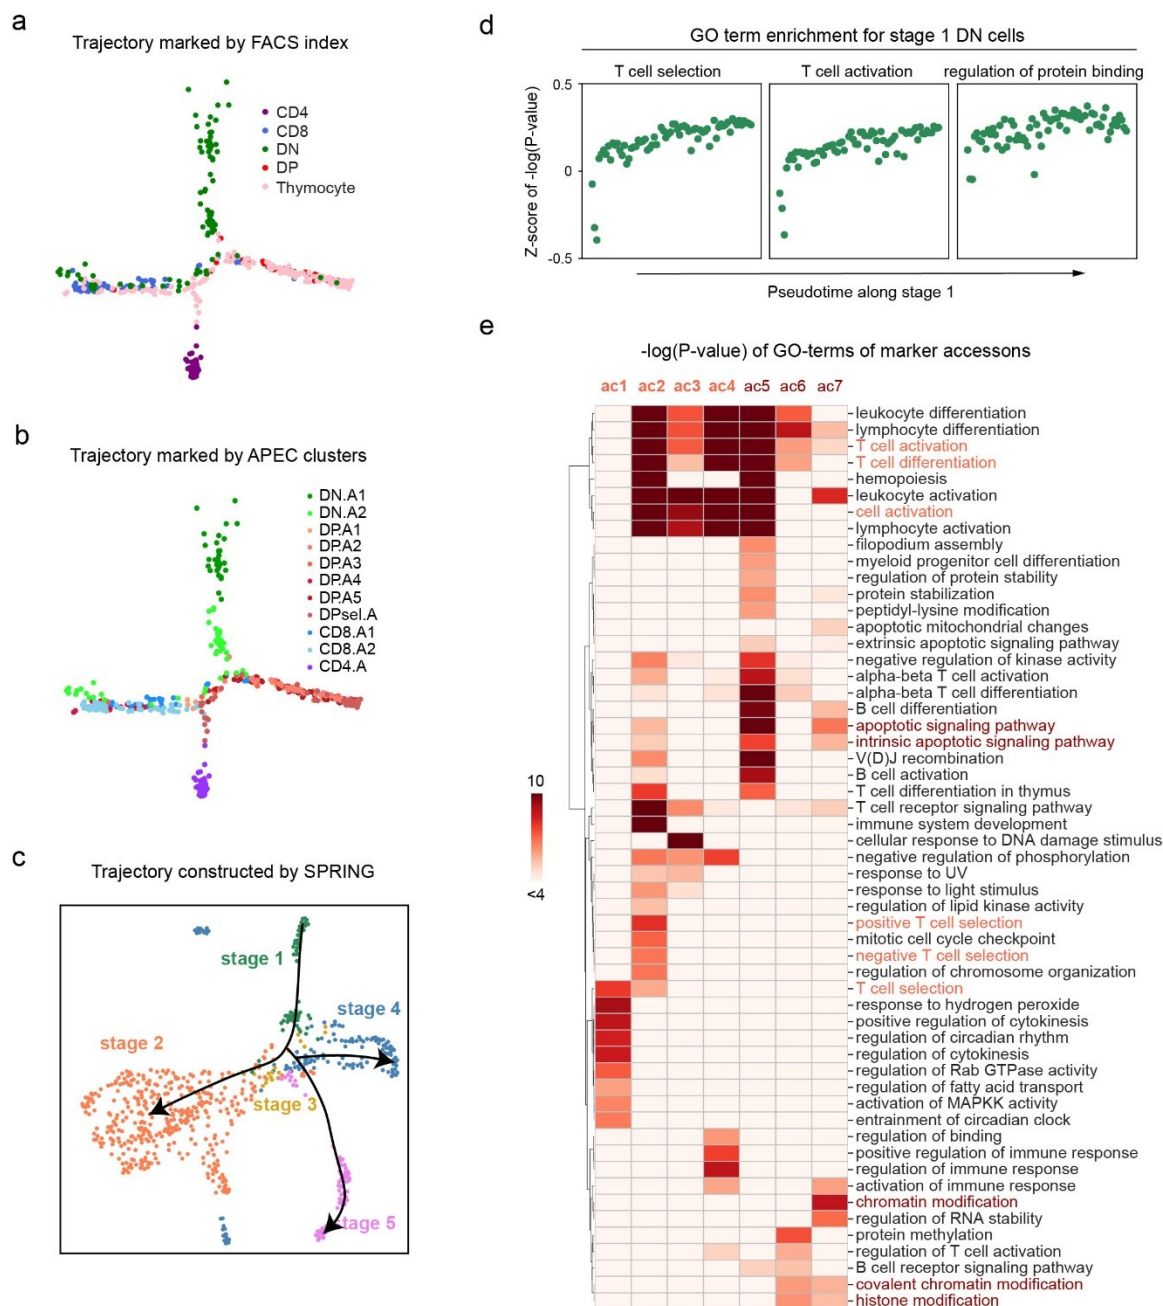 a
Trajectory marked by FACS index
CD4
CD8
DN
DP
Thymocyte
b
Trajectory marked by APEC clusters
DN.A1
DN.A2
DP.A1
DP.A2
DP.A3
DP.A4
DP.A5
DPsel.A
CD8.A1
CD8.A2
CD4.A
c
Trajectory constructed by SPRING
stage 1
stage 4
stage 2
stage 3
stage 5
d
GO term enrichment for stage 1 DN cells
T cell selection
T cell activation
regulation of protein binding
Z-score of -log(P-value)
0.5
0
-0.5
Pseudotime along stage 1
e
-log(P-value) of GO-terms of marker accessons
ac1 ac2 ac3 ac4 ac5 ac6 ac7
leukocyte differentiation
lymphocyte differentiation
T cell activation
T cell differentiation
hemopoiesis
leukocyte activation
cell activation
lymphocyte activation
filopodium assembly
myeloid progenitor cell differentiation
regulation of protein stability
protein stabilization
peptidyl-lysine modification
apoptotic mitochondrial changes
extrinsic apoptotic signaling pathway
negative regulation of kinase activity
alpha-beta T cell activation
alpha-beta T cell differentiation
B cell differentiation
apoptotic signaling pathway
intrinsic apoptotic signaling pathway
V(D)J recombination
B cell activation
T cell differentiation in thymus
T cell receptor signaling pathway
immune system development
cellular response to DNA damage stimulus
negative regulation of phosphorylation
response to UV
response to light stimulus
regulation of lipid kinase activity
positive T cell selection
mitotic cell cycle checkpoint
negative T cell selection
regulation of chromosome organization
T cell selection
response to hydrogen peroxide
positive regulation of cytokinesis
regulation of circadian rhythm
regulation of cytokinesis
regulation of Rab GTPase activity
regulation of fatty acid transport
activation of MAPKK activity
entrainment of circadian clock
regulation of binding
positive regulation of immune response
regulation of immune response
activation of immune response
chromatin modification
regulation of RNA stability
protein methylation
regulation of T cell activation
B cell receptor signaling pathway
covalent chromatin modification
histone modification
10
<4